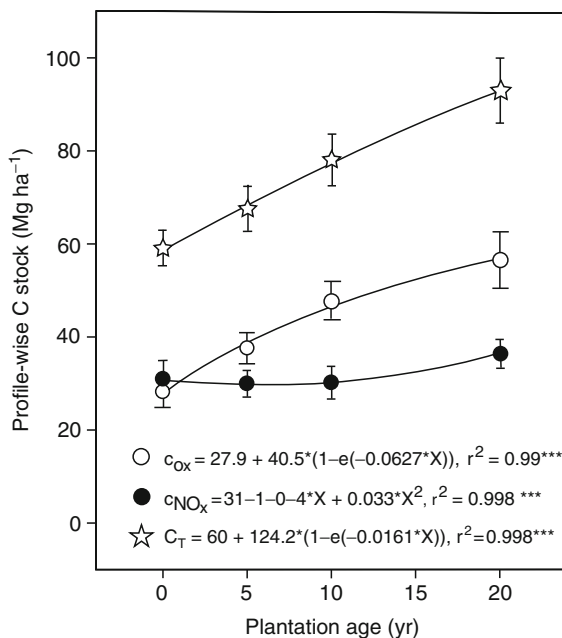 Profile-wise C stock (Mg ha⁻¹)
100
80
60
40
20
0
○ c_Ox = 27.9 + 40.5*(1–e(–0.0627*X)), r² = 0.99***
● c_NOx =31–1–0–4*X + 0.033*X², r² = 0.998 ***
☆ C_T = 60 + 124.2*(1–e(–0.0161*X)), r²=0.998***
0 5 10 20
Plantation age (yr)